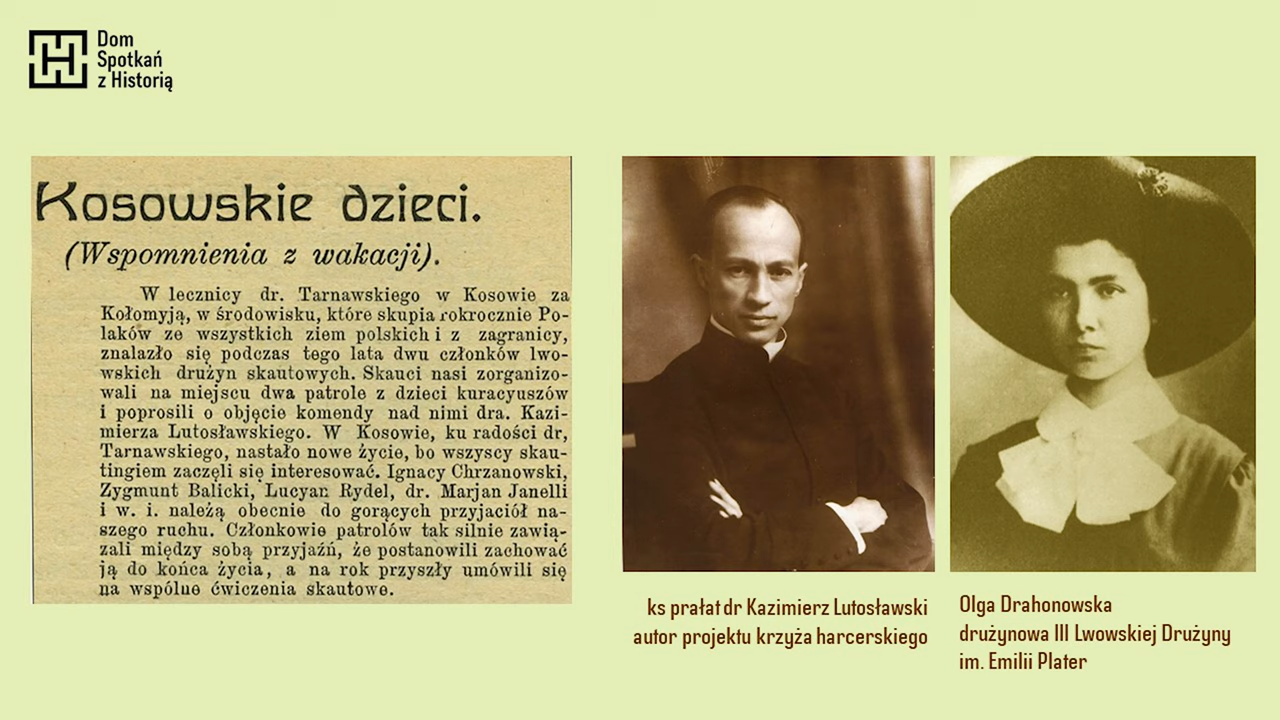 Dom
Spotkań
z Historią
Kosowskie dzieci.
(Wspomnienia z wakacji).
W lecznicy dr. Tarnawskiego w Kosowie za
Kołomyją, w środowisku, które skupia rokrocznie Po-
laków ze wszystkich ziem polskich i z zagranicy,
znalazło się podczas tego lata dwu członków lwo-
wskich drużyn skautowych. Skauci nasi zorganizo-
wali na miejscu dwa patrole z dzieci kuracyuszów
i poprosili o objęcie komendy nad nimi dra. Kazi-
mierza Lutosławskiego. W Kosowie, ku radości dr,
Tarnawskiego, nastało nowe życie, bo wszyscy skau-
tingiem zaczęli się interesować. Ignacy Chrzanowski,
Zygmunt Balicki, Lucyan Rydel, dr. Marjan Janelli
i w. i. należą obecnie do gorących przyjaciół na-
szego ruchu. Członkowie patrolów tak silnie zawią-
zali między sobą przyjaźń, że postanowili zachować
ją do końca życia, a na rok przyszły umówili się
na wspólne ćwiczenia skautowe.
ks prałat dr Kazimierz Lutosławski
autor projektu krzyża harcerskiego
Olga Drahonowska
drużynowa III Lwowskiej Drużyny
im. Emilii Plater